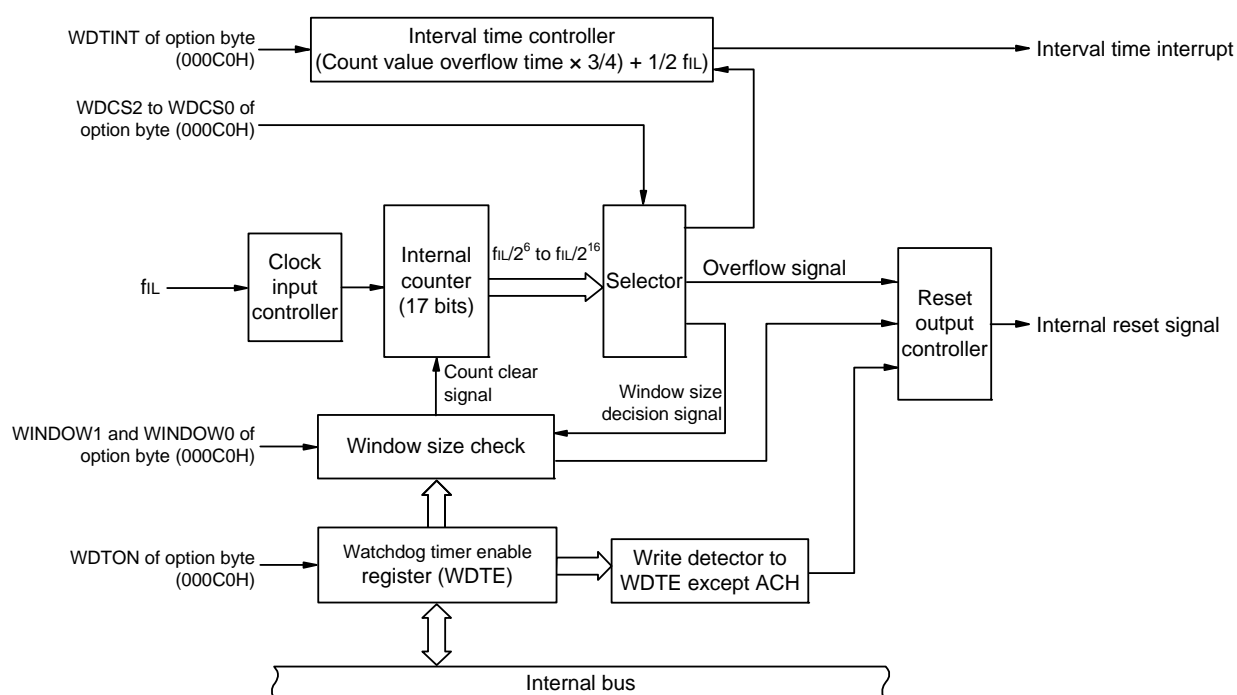 WDTINT of option byte
(000C0H)
Interval time controller
(Count value overflow time × 3/4) + 1/2 fIL)
Interval time interrupt
WDCS2 to WDCS0 of
option byte (000C0H)
fIL
Clock
input
controller
Internal
counter
(17 bits)
fIL/2⁶ to fIL/2¹⁶
Selector
Overflow signal
Reset
output
controller
Internal reset signal
Count clear
signal
Window size
decision signal
WINDOW1 and WINDOW0 of
option byte (000C0H)
Window size check
WDTON of option byte
(000C0H)
Watchdog timer enable
register (WDTE)
Write detector to
WDTE except ACH
Internal bus